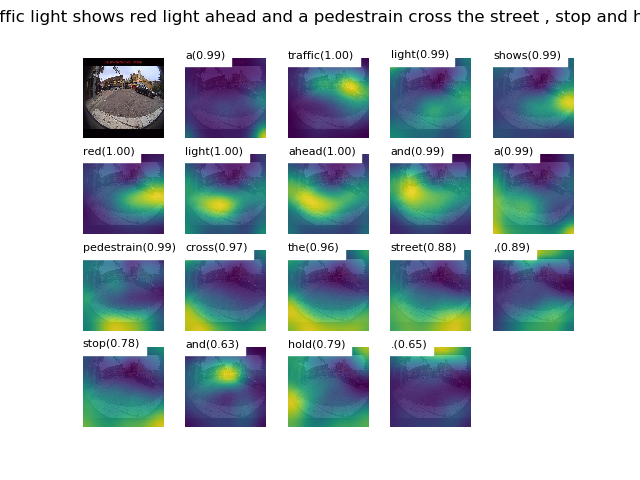 ffic light shows red light ahead and a pedestrain cross the street , stop and h
a(0.99) traffic(1.00) light(0.99) shows(0.99)
red(1.00) light(1.00) ahead(1.00) and(0.99) a(0.99)
pedestrain(0.99) cross(0.97) the(0.96) street(0.88) ,(0.89)
stop(0.78) and(0.63) hold(0.79) .(0.65)